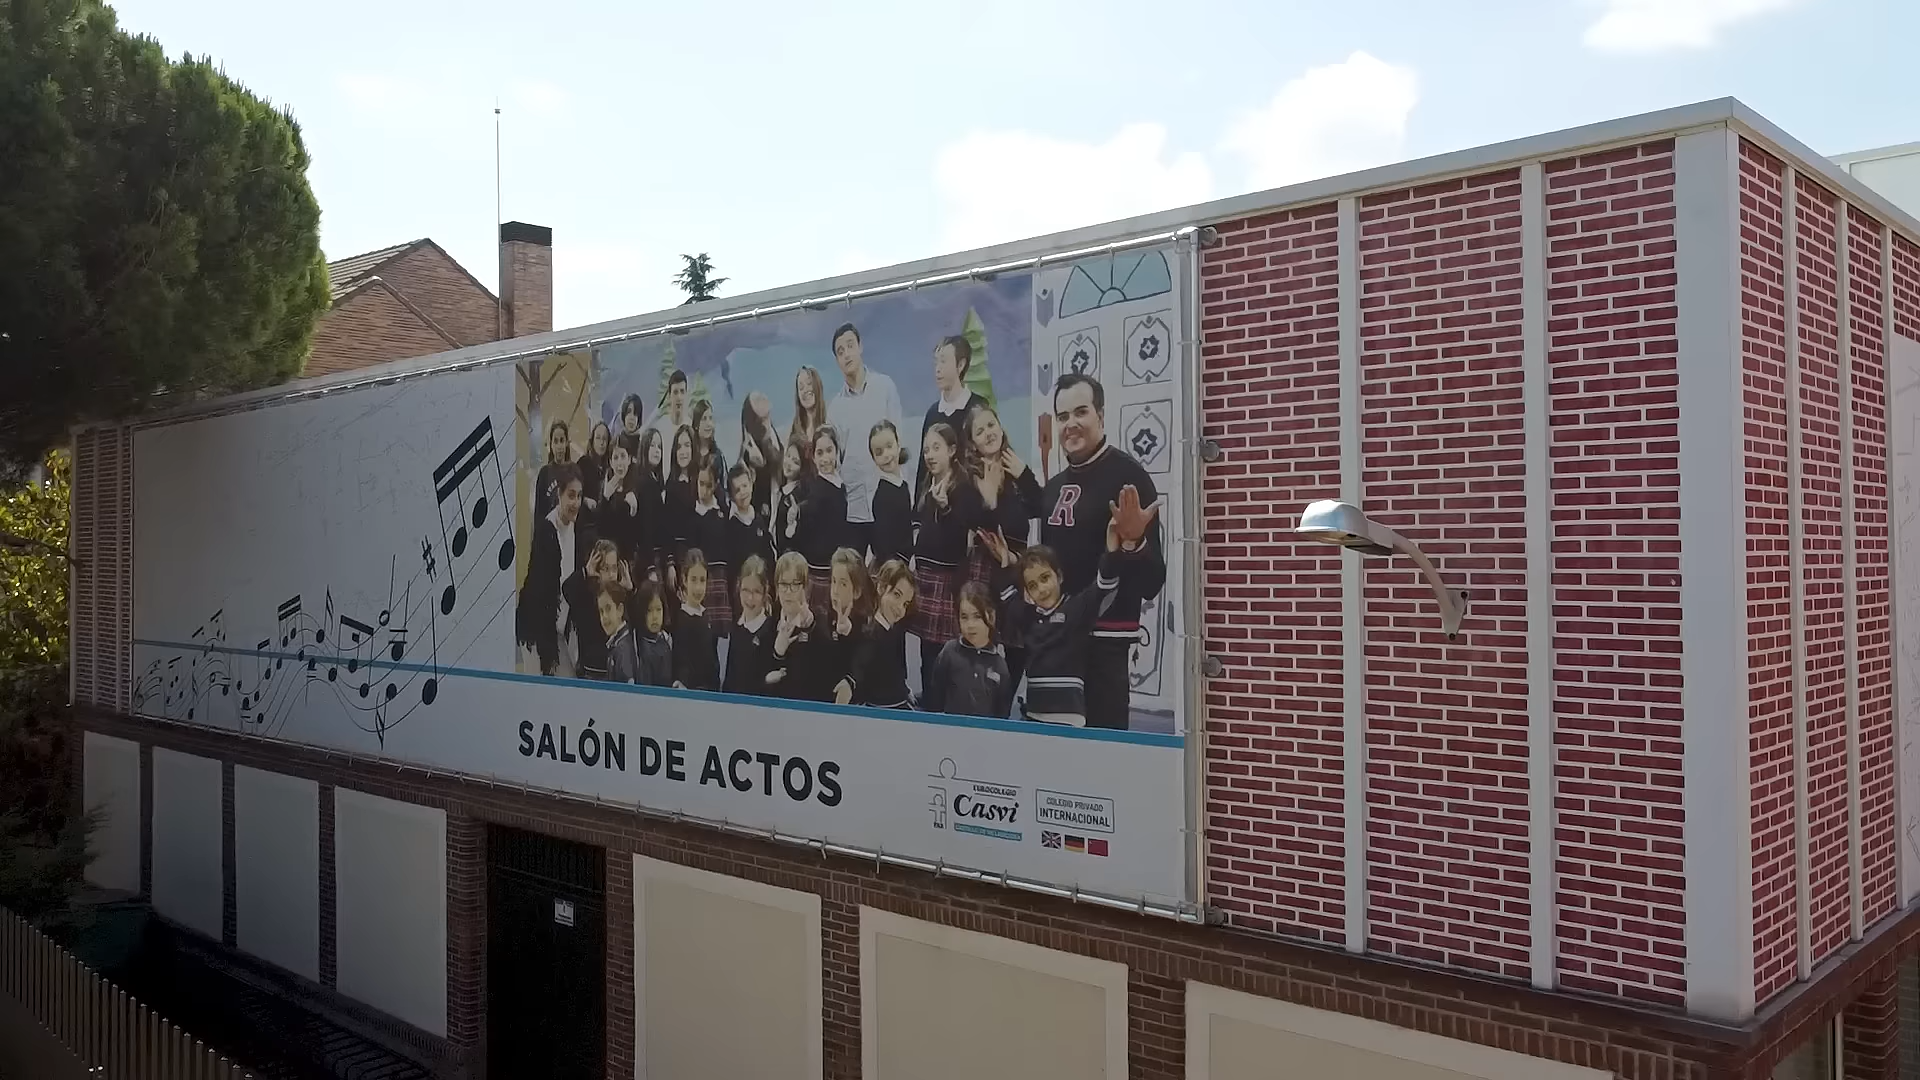 R
SALÓN DE ACTOS
EUROCOLEGIO
Casvi
COLEGIO PRIVADO
INTERNACIONAL